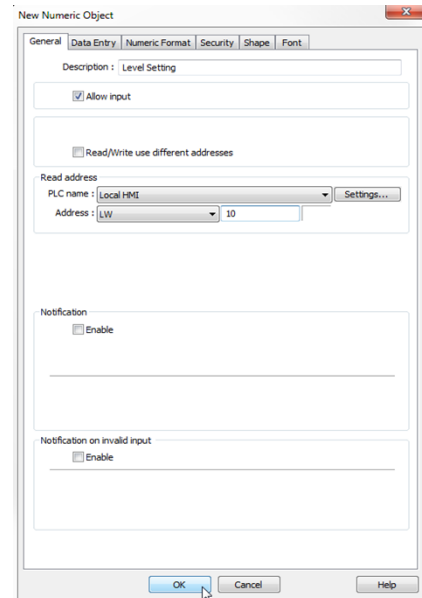 New Numeric Object
General Data Entry Numeric Format Security Shape Font
Description : Level Setting
Allow input
Read/Write use different addresses
Read address
PLC name : Local HMI Settings...
Address : LW 10
Notification
Enable
Notification on invalid input
Enable
OK Cancel Help